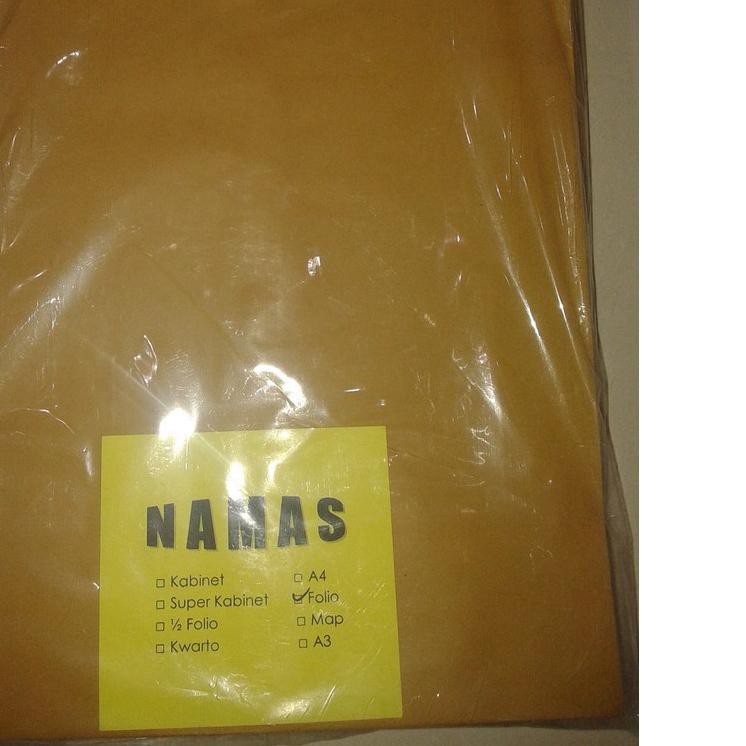 NAMAS
□ Kabinet
□ Super Kabinet
□ ½ Folio
□ Kwarto
□ A4
☑ Folio
□ Map
□ A3